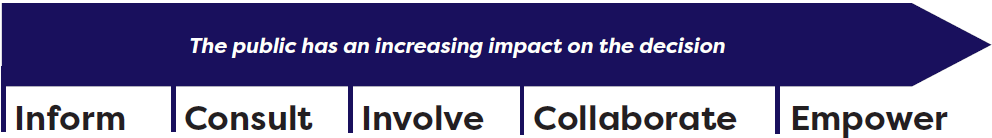 The public has an increasing impact on the decision
Inform Consult Involve Collaborate Empower